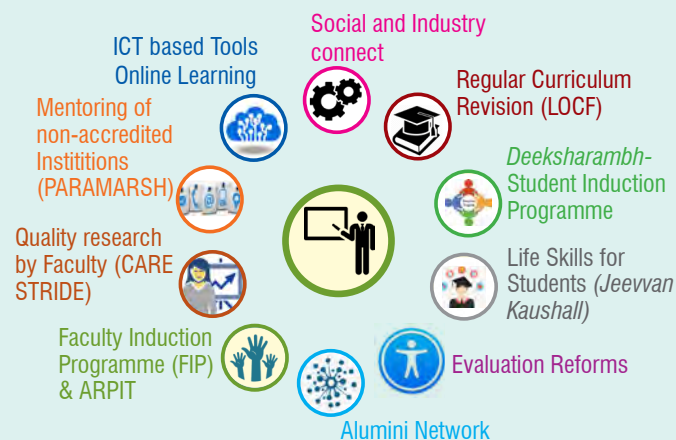 Social and Industry
connect
ICT based Tools
Online Learning
Regular Curriculum
Revision (LOCF)
Mentoring of
non-accredited
Instititions
(PARAMARSH)
Deeksharambh-
Student Induction
Programme
Quality research
by Faculty (CARE
STRIDE)
Life Skills for
Students (Jeevvan
Kaushall)
Faculty Induction
Programme (FIP)
& ARPIT
Evaluation Reforms
Alumini Network